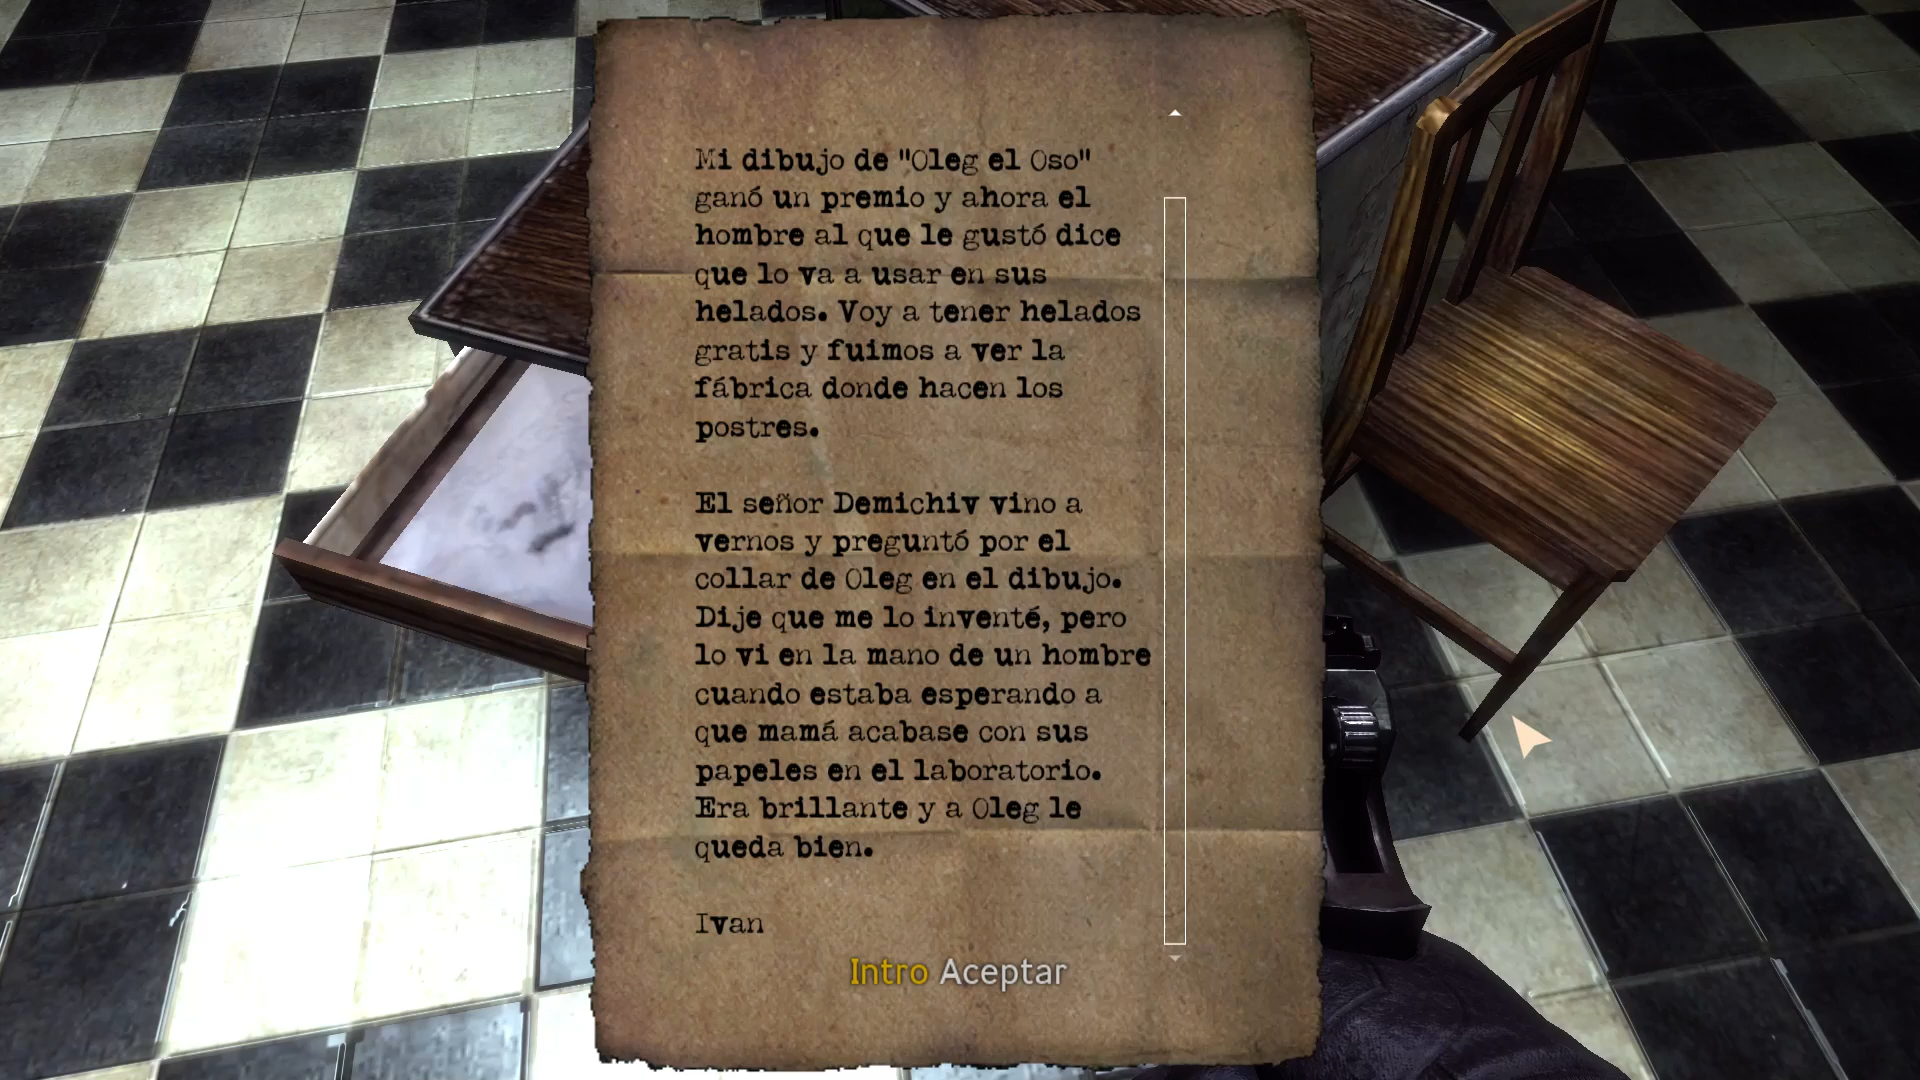 Mi dibujo de "Oleg el Oso"
ganó un premio y ahora el
hombre al que le gustó dice
que lo va a usar en sus
helados. Voy a tener helados
gratis y fuimos a ver la
fábrica donde hacen los
postres.
El señor Demichiv vino a
vernos y preguntó por el
collar de Oleg en el dibujo.
Dije que me lo inventé, pero
lo vi en la mano de un hombre
cuando estaba esperando a
que mamá acabase con sus
papeles en el laboratorio.
Era brillante y a Oleg le
queda bien.
Ivan
Intro Aceptar